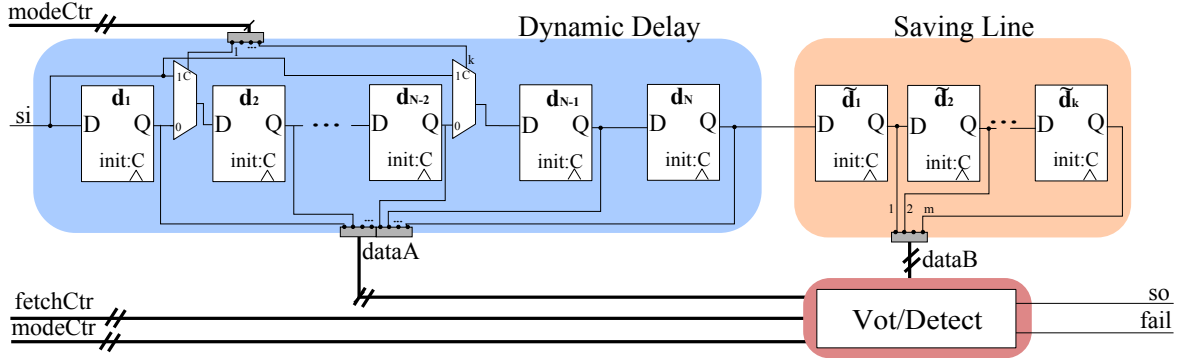 modeCtr
Dynamic Delay
Saving Line
1 ... k
1C 1C
d1 d2 dN-2 dN-1 dN d̃1 d̃2 d̃k
si
D Q 0 D Q ... D Q 0 D Q D Q D Q D Q ... D Q
init:C init:C init:C init:C init:C init:C init:C init:C
... ... 1 2 m
dataA
dataB
fetchCtr
modeCtr
Vot/Detect
so
fail